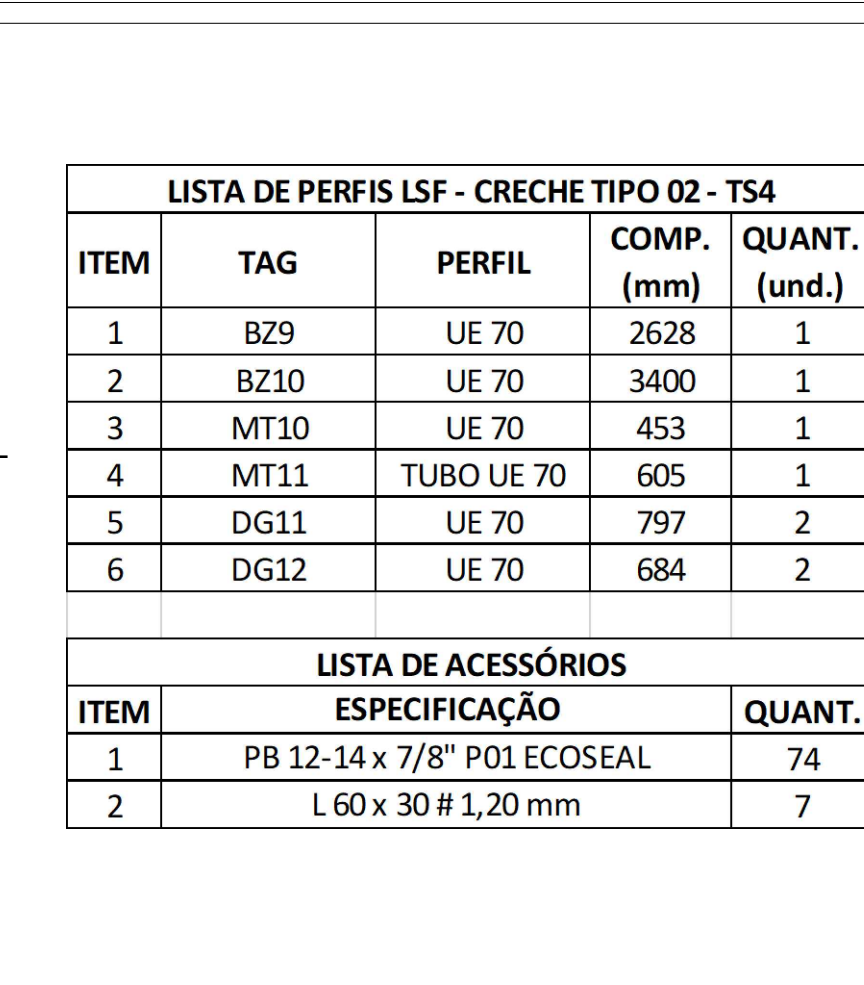 LISTA DE PERFIS LSF - CRECHE TIPO 02 - TS4
ITEM TAG PERFIL COMP. (mm) QUANT. (und.)
1 BZ9 UE 70 2628 1
2 BZ10 UE 70 3400 1
3 MT10 UE 70 453 1
4 MT11 TUBO UE 70 605 1
5 DG11 UE 70 797 2
6 DG12 UE 70 684 2
LISTA DE ACESSÓRIOS
ITEM ESPECIFICAÇÃO QUANT.
1 PB 12-14 x 7/8" P01 ECOSEAL 74
2 L 60 x 30 # 1,20 mm 7